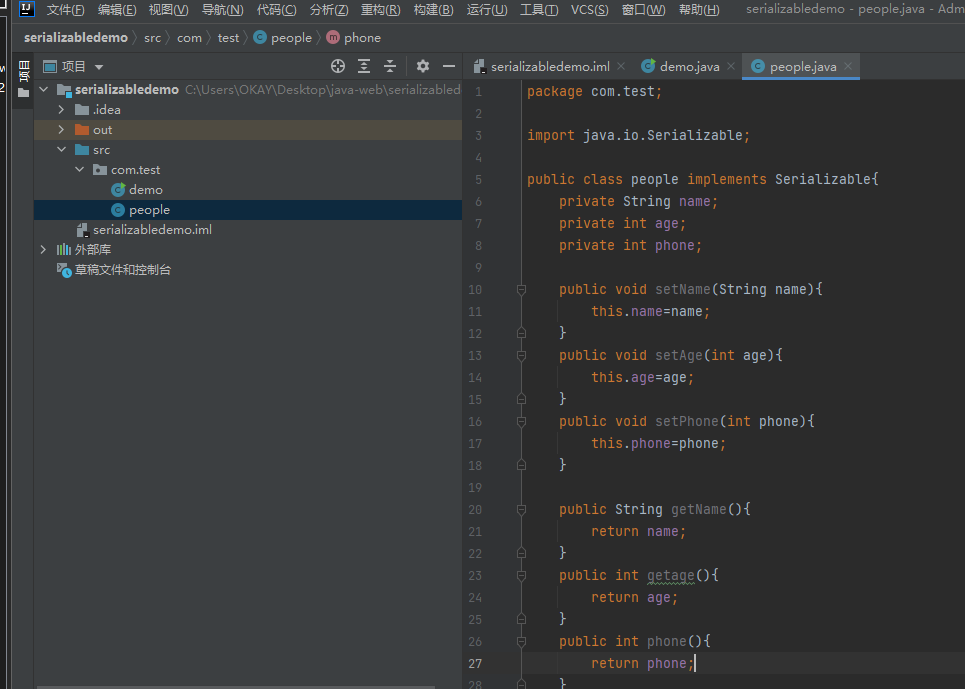 文件(F) 编辑(E) 视图(V) 导航(N) 代码(C) 分析(Z) 重构(R) 构建(B) 运行(U) 工具(T) VCS(S) 窗口(W) 帮助(H) serializabledemo - people.java - Adm
serializabledemo src com test people phone
项目
项目
serializabledemo.iml demo.java people.java
serializabledemo C:\Users\OKAY\Desktop\java-web\serializabled
.idea
out
src
com.test
demo
people
serializabledemo.iml
外部库
草稿文件和控制台
1 package com.test;
2
3 import java.io.Serializable;
4
5 public class people implements Serializable{
6 private String name;
7 private int age;
8 private int phone;
9
10 public void setName(String name){
11 this.name=name;
12 }
13 public void setAge(int age){
14 this.age=age;
15 }
16 public void setPhone(int phone){
17 this.phone=phone;
18 }
19
20 public String getName(){
21 return name;
22 }
23 public int getage(){
24 return age;
25 }
26 public int phone(){
27 return phone;
28 }